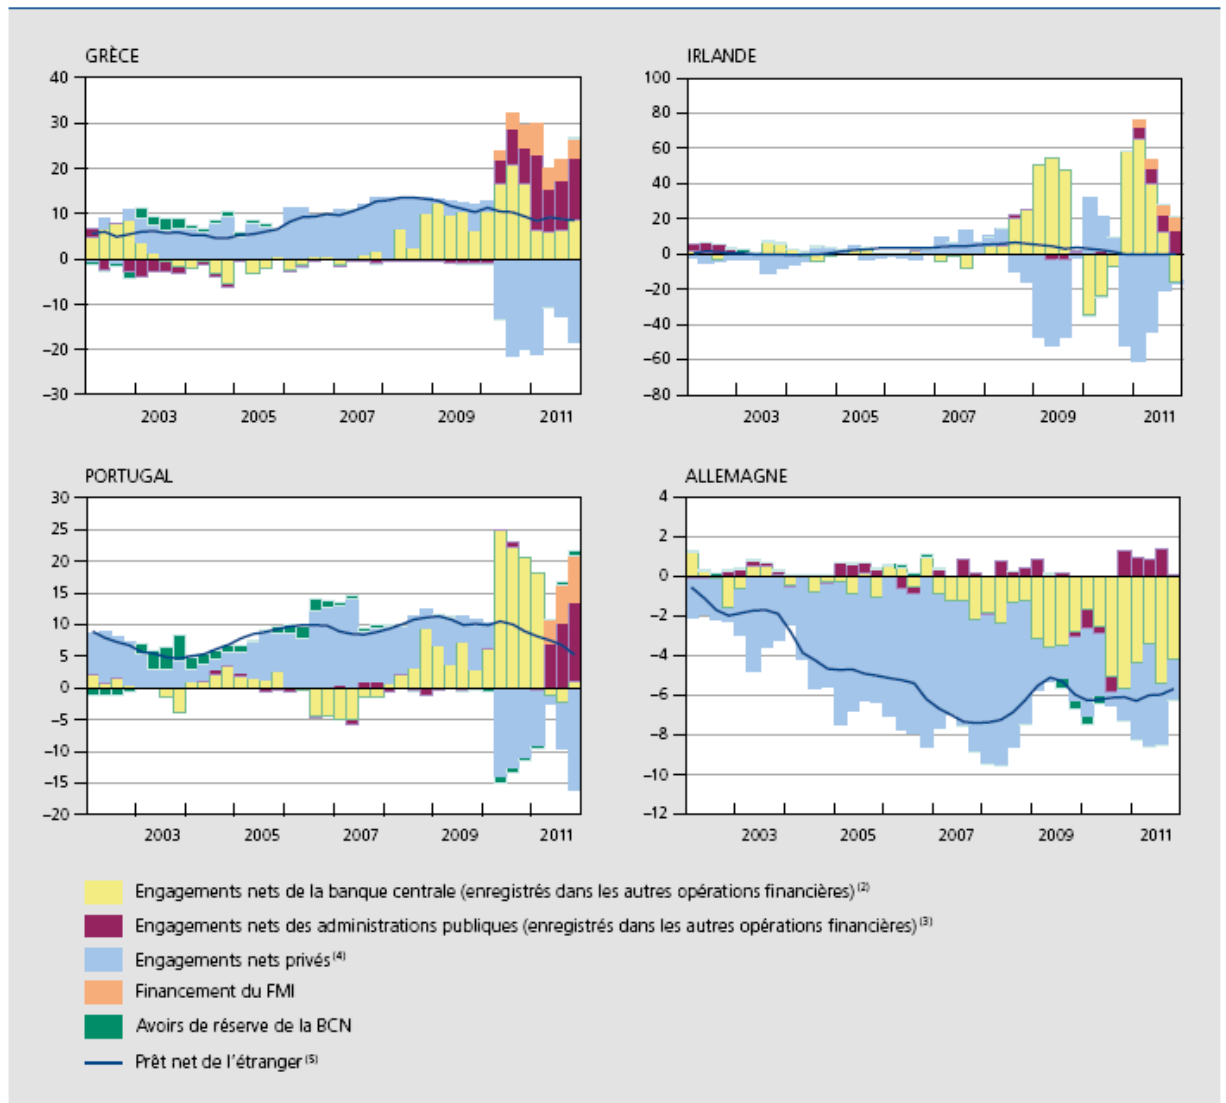 GRÈCE
40
30
20
10
0
–10
–20
–30
2003 2005 2007 2009 2011
IRLANDE
100
80
60
40
20
0
–20
–40
–60
–80
2003 2005 2007 2009 2011
PORTUGAL
30
25
20
15
10
5
0
–5
–10
–15
–20
2003 2005 2007 2009 2011
ALLEMAGNE
4
2
0
–2
–4
–6
–8
–10
–12
2003 2005 2007 2009 2011
Engagements nets de la banque centrale (enregistrés dans les autres opérations financières)(2)
Engagements nets des administrations publiques (enregistrés dans les autres opérations financières)(3)
Engagements nets privés(4)
Financement du FMI
Avoirs de réserve de la BCN
Prêt net de l'étranger(5)